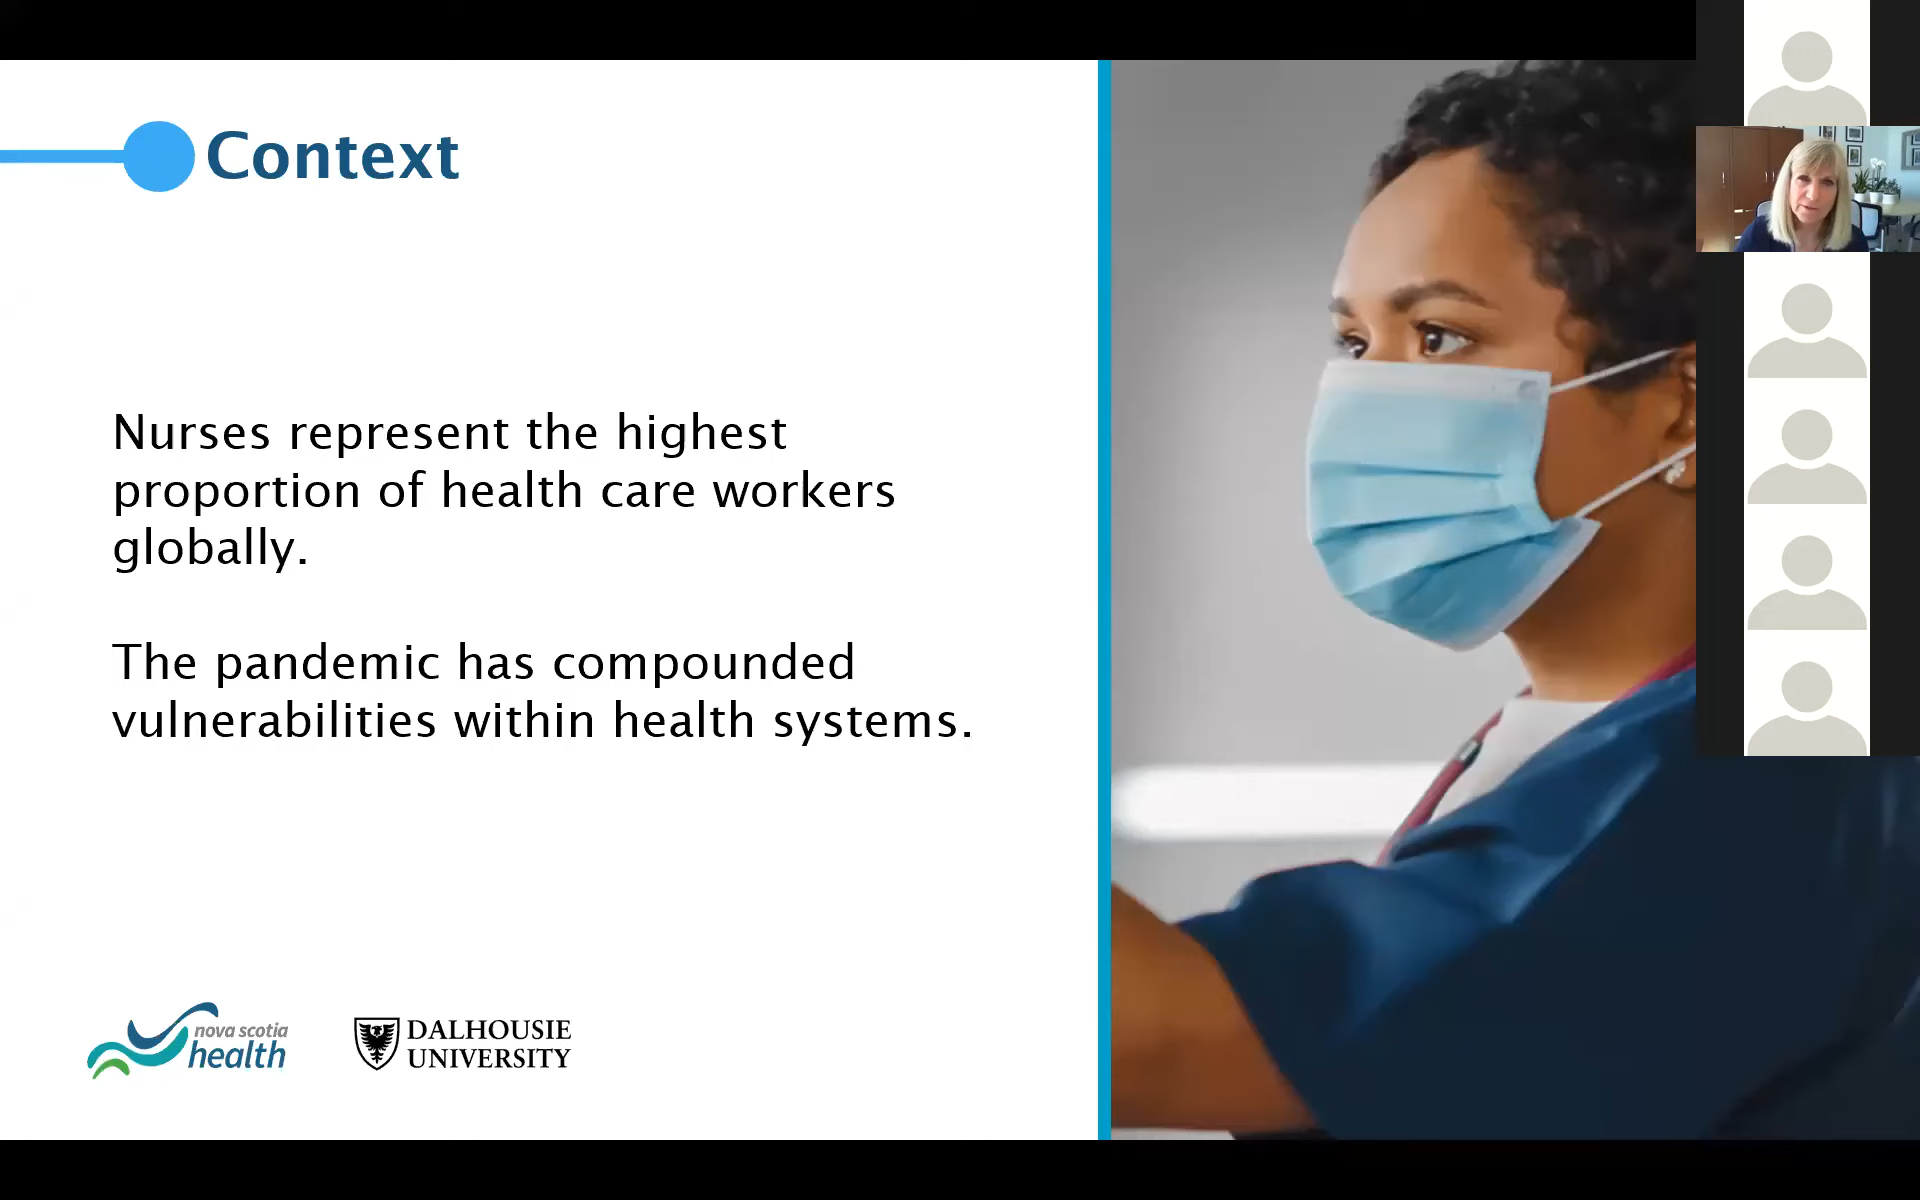 Context
Nurses represent the highest
proportion of health care workers
globally.
The pandemic has compounded
vulnerabilities within health systems.
nova scotia
health
DALHOUSIE
UNIVERSITY